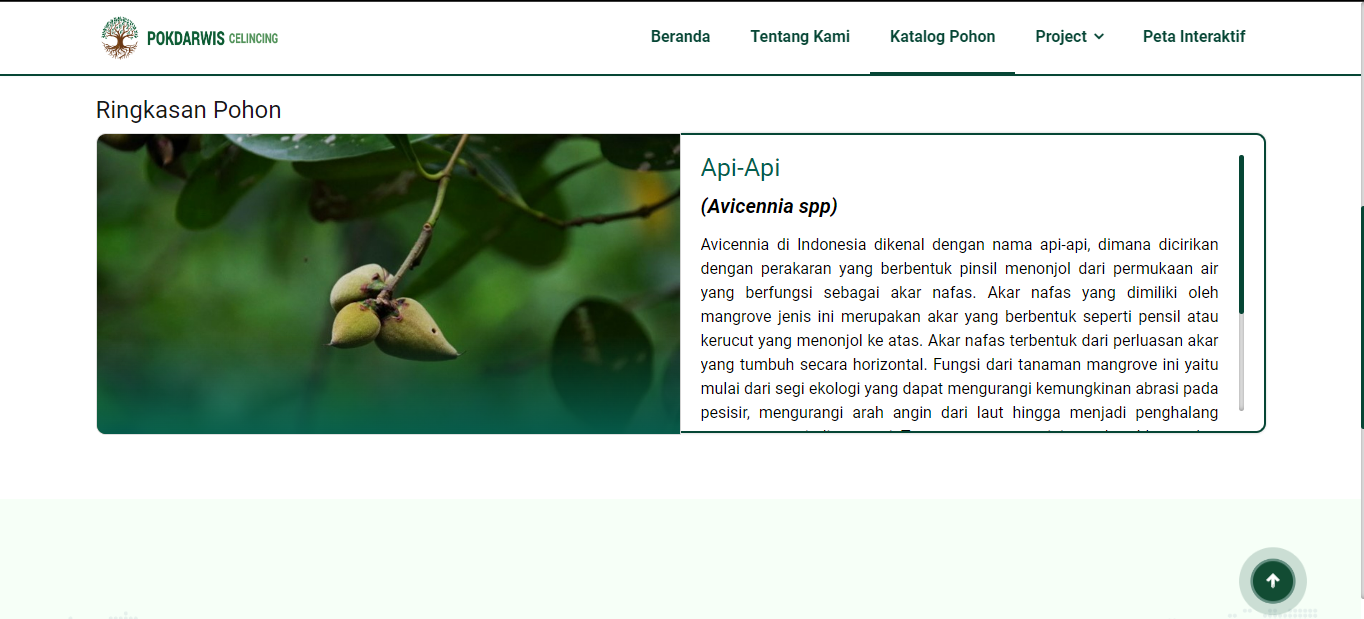 POKDARWIS CELINCING
Beranda
Tentang Kami
Katalog Pohon
Project
Peta Interaktif
Ringkasan Pohon
Api-Api
(Avicennia spp)
Avicennia di Indonesia dikenal dengan nama api-api, dimana dicirikan
dengan perakaran yang berbentuk pinsil menonjol dari permukaan air
yang berfungsi sebagai akar nafas. Akar nafas yang dimiliki oleh
mangrove jenis ini merupakan akar yang berbentuk seperti pensil atau
kerucut yang menonjol ke atas. Akar nafas terbentuk dari perluasan akar
yang tumbuh secara horizontal. Fungsi dari tanaman mangrove ini yaitu
mulai dari segi ekologi yang dapat mengurangi kemungkinan abrasi pada
pesisir, mengurangi arah angin dari laut hingga menjadi penghalang